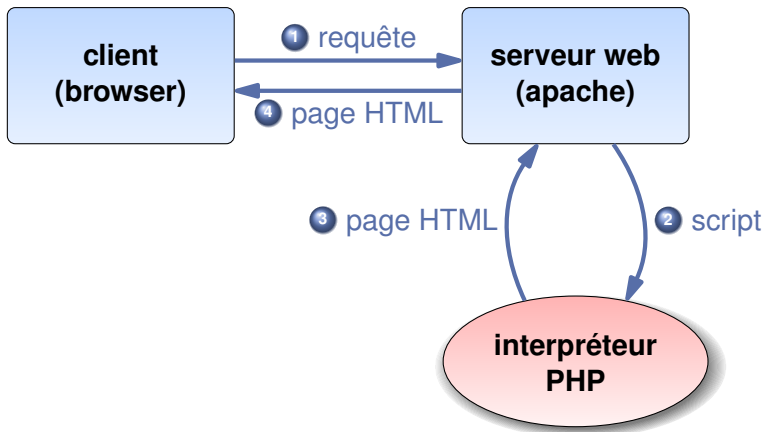 client
(browser)
1 requête
serveur web
(apache)
4 page HTML
3 page HTML
2 script
interpréteur
PHP